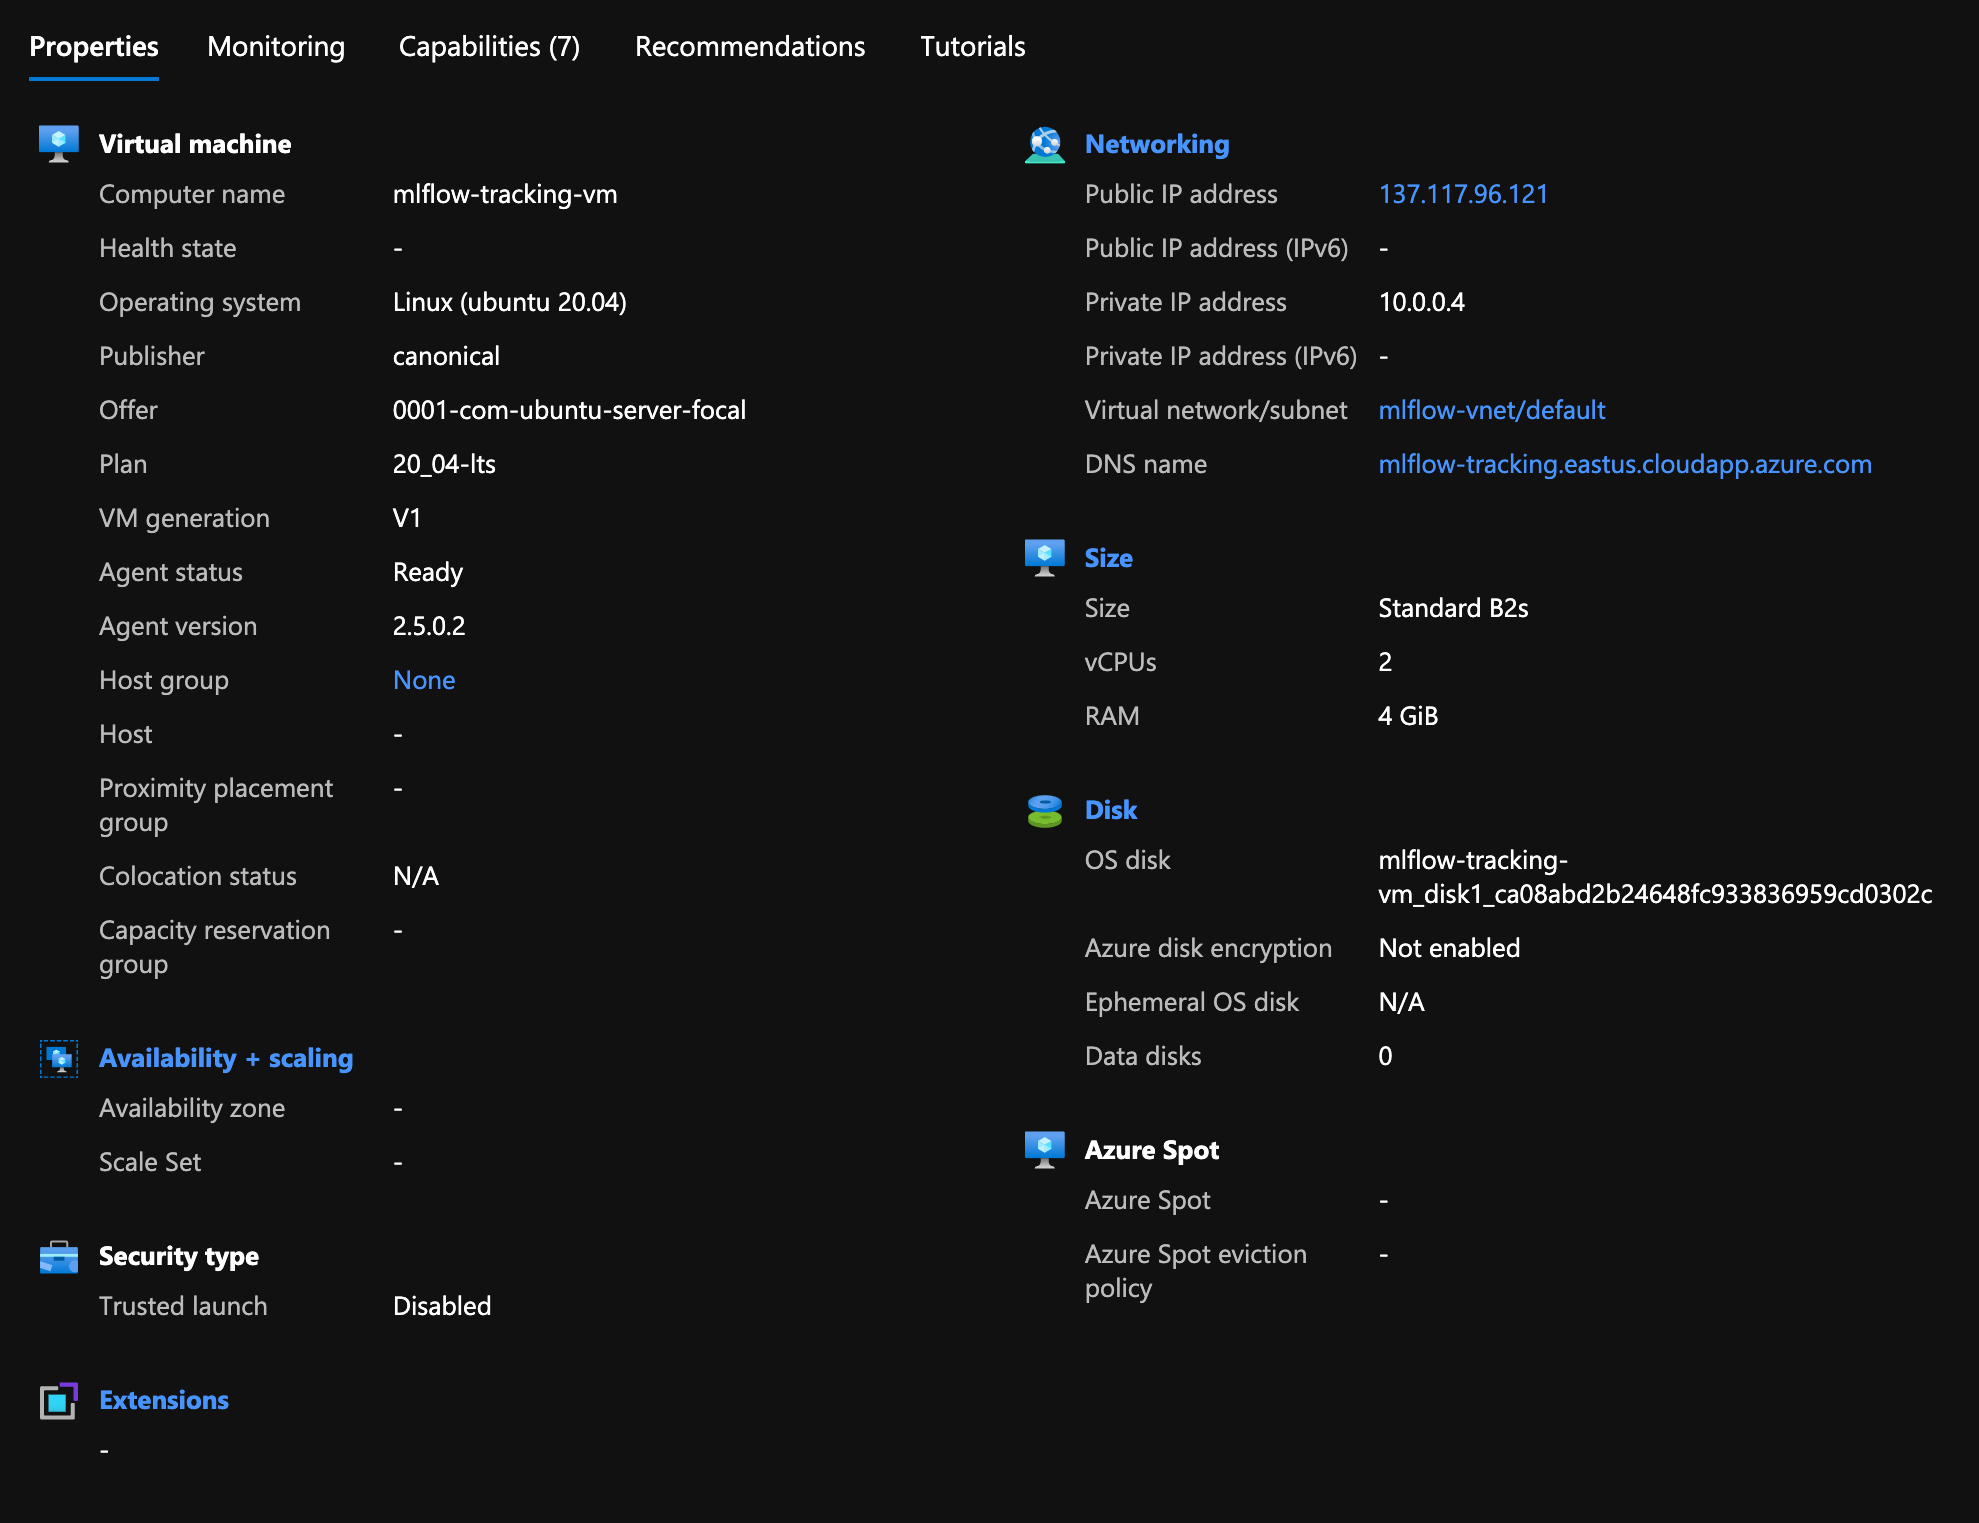 Properties Monitoring Capabilities (7) Recommendations Tutorials
Virtual machine
Computer name mlflow-tracking-vm
Health state -
Operating system Linux (ubuntu 20.04)
Publisher canonical
Offer 0001-com-ubuntu-server-focal
Plan 20_04-lts
VM generation V1
Agent status Ready
Agent version 2.5.0.2
Host group None
Host -
Proximity placement -
group
Colocation status N/A
Capacity reservation -
group
Availability + scaling
Availability zone -
Scale Set -
Security type
Trusted launch Disabled
Extensions
-
Networking
Public IP address 137.117.96.121
Public IP address (IPv6) -
Private IP address 10.0.0.4
Private IP address (IPv6) -
Virtual network/subnet mlflow-vnet/default
DNS name mlflow-tracking.eastus.cloudapp.azure.com
Size
Size Standard B2s
vCPUs 2
RAM 4 GiB
Disk
OS disk mlflow-tracking-
vm_disk1_ca08abd2b24648fc933836959cd0302c
Azure disk encryption Not enabled
Ephemeral OS disk N/A
Data disks 0
Azure Spot
Azure Spot -
Azure Spot eviction -
policy